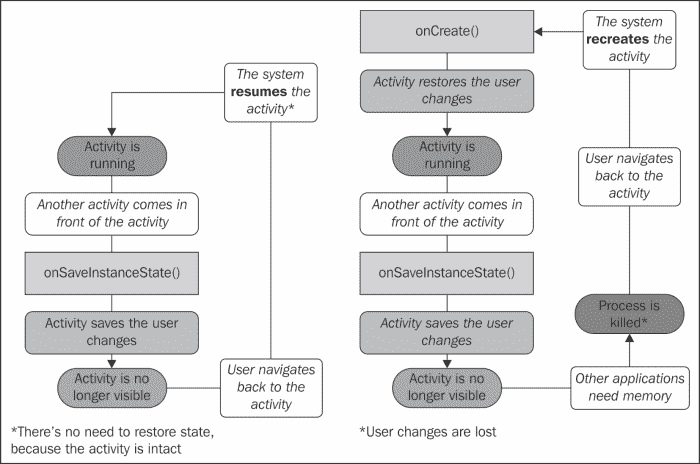 The system
resumes the
activity*
Activity is
running
Another activity comes in
front of the activity
onSaveInstanceState()
Activity saves the user
changes
Activity is no
longer visible
User navigates
back to the
activity
*There's no need to restore state,
because the activity is intact
onCreate()
The system
recreates the
activity
Activity restores the user
changes
Activity is
running
Another activity comes in
front of the activity
onSaveInstanceState()
Activity saves the user
changes
Activity is no
longer visible
Other applications
need memory
Process is
killed*
User navigates
back to the
activity
*User changes are lost